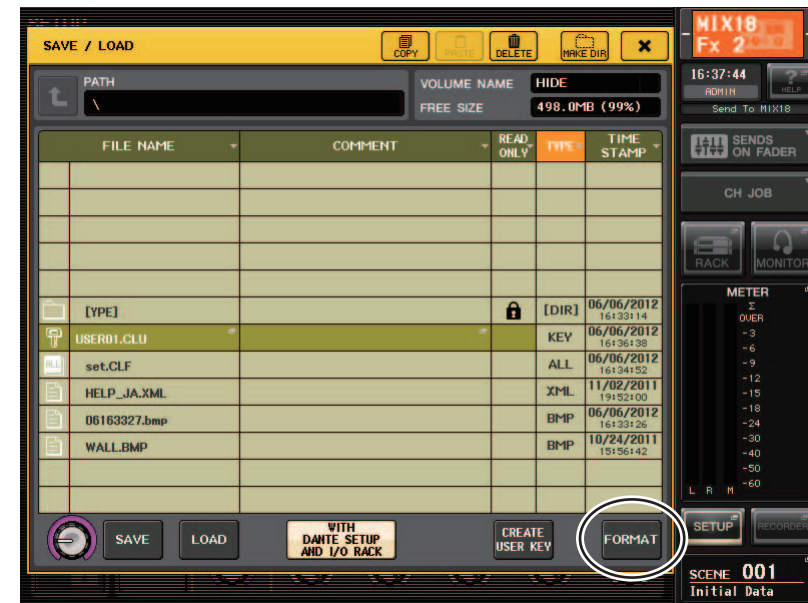 SAVE / LOAD
COPY
PASTE
DELETE
MAKE DIR
PATH
\
VOLUME NAME
HIDE
FREE SIZE
498.0MB (99%)
FILE NAME
COMMENT
READ ONLY
TYPE
TIME STAMP
[YPE]
[DIR]
06/06/2012
16:33:14
USER01.CLU
KEY
06/06/2012
16:36:38
ALL
set.CLF
ALL
06/06/2012
16:34:52
HELP_JA.XML
XML
11/02/2011
19:52:00
06163327.bmp
BMP
06/06/2012
16:33:26
WALL.BMP
BMP
10/24/2011
15:56:42
SAVE
LOAD
WITH
DANTE SETUP
AND I/O RACK
CREATE
USER KEY
FORMAT
MIX18
Fx 2
16:37:44
ADMIN
?
HELP
Send To MIX18
SENDS
ON FADER
CH JOB
RACK
MONITOR
METER
Σ
OVER
-3
-6
-9
-12
-15
-18
-24
-30
-40
-50
-60
L R M
SETUP
RECORDER
SCENE 001
Initial Data